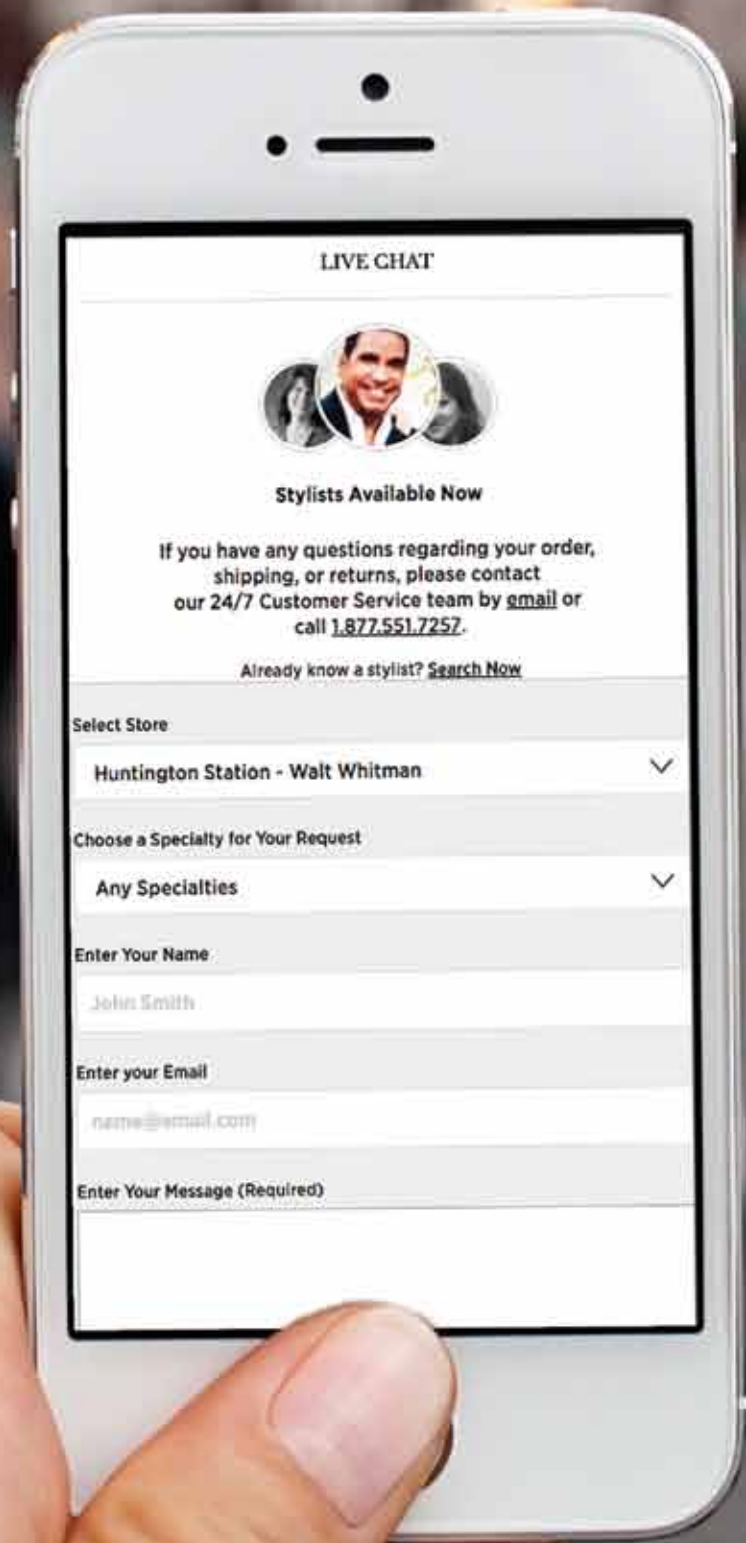 LIVE CHAT
Stylists Available Now
If you have any questions regarding your order,
shipping, or returns, please contact
our 24/7 Customer Service team by email or
call 1.877.551.7257.
Already know a stylist? Search Now
Select Store
Huntington Station - Walt Whitman
Choose a Specialty for Your Request
Any Specialties
Enter Your Name
John Smith
Enter your Email
name@email.com
Enter Your Message (Required)